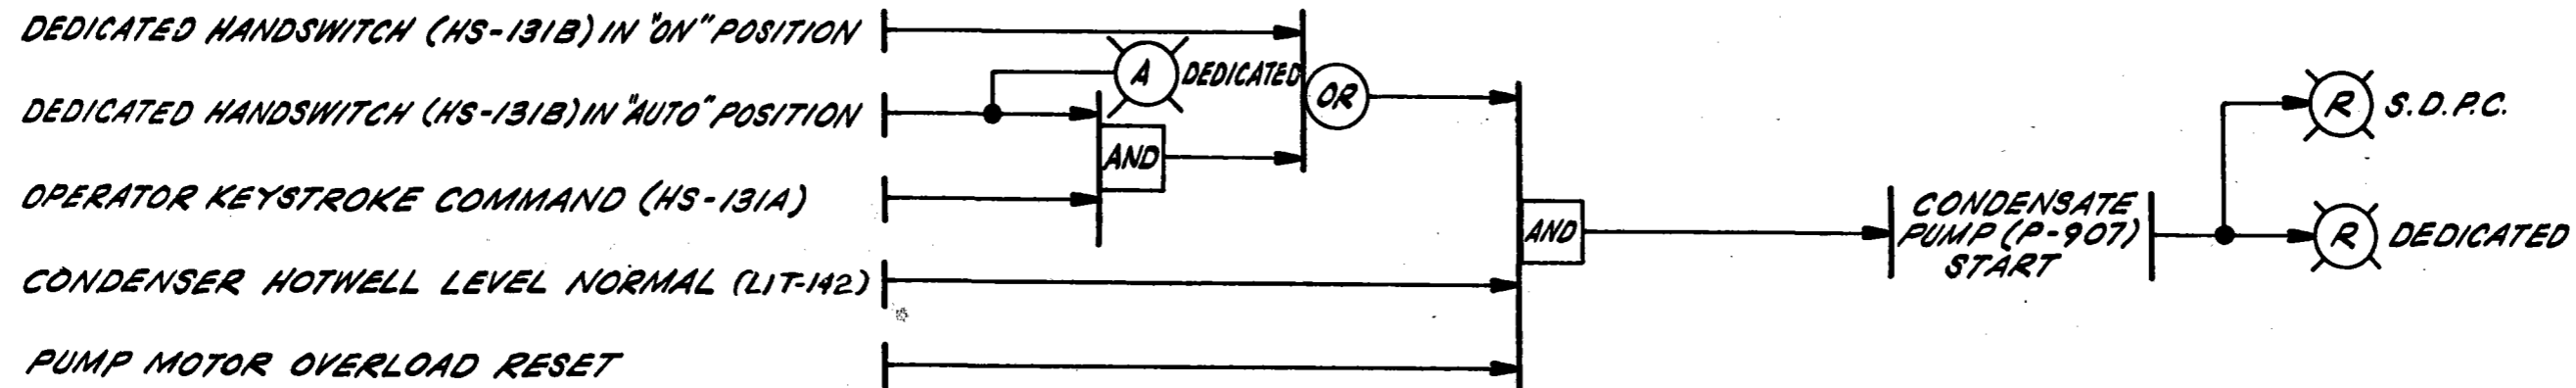 DEDICATED HANDSWITCH (HS-131B) IN "ON" POSITION
A DEDICATED
DEDICATED HANDSWITCH (HS-131B) IN "AUTO" POSITION
OR
R S.D.P.C.
AND
OPERATOR KEYSTROKE COMMAND (HS-131A)
AND
CONDENSATE
PUMP (P-907)
START
R DEDICATED
CONDENSER HOTWELL LEVEL NORMAL (LIT-142)
PUMP MOTOR OVERLOAD RESET